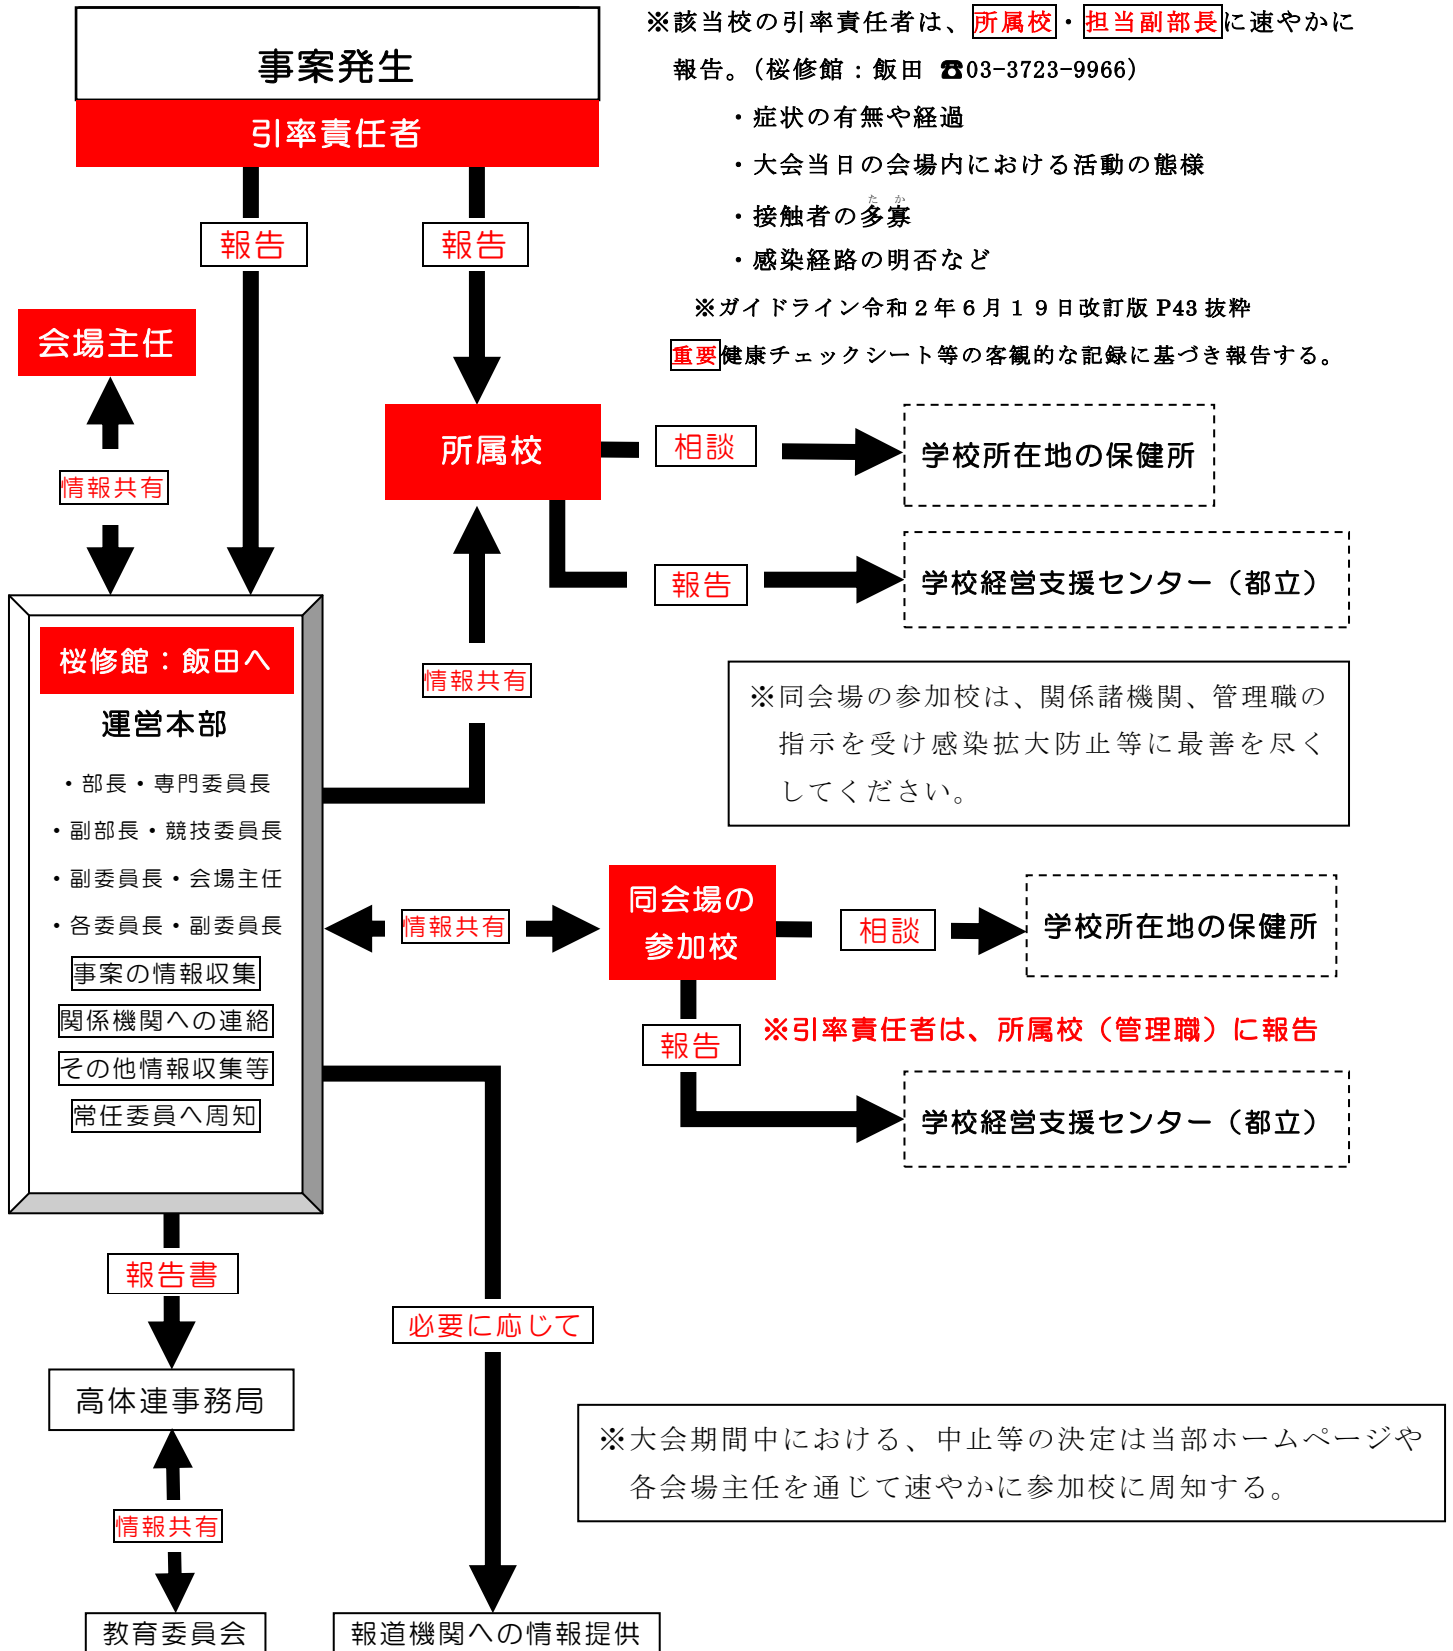 事案発生
引率責任者
※該当校の引率責任者は、所属校・担当副部長に速やかに
報告。（桜修館：飯田 ☎03-3723-9966）
・症状の有無や経過
・大会当日の会場内における活動の態様
たか
・接触者の多寡
・感染経路の明否など
※ガイドライン令和２年６月１９日改訂版 P43 抜粋
重要健康チェックシート等の客観的な記録に基づき報告する。
報告
報告
会場主任
情報共有
所属校
相談
学校所在地の保健所
報告
学校経営支援センター（都立）
情報共有
桜修館：飯田へ
運営本部
・部長・専門委員長
・副部長・競技委員長
・副委員長・会場主任
・各委員長・副委員長
事案の情報収集
関係機関への連絡
その他情報収集等
常任委員へ周知
※同会場の参加校は、関係諸機関、管理職の
指示を受け感染拡大防止等に最善を尽く
してください。
情報共有
同会場の
参加校
相談
学校所在地の保健所
※引率責任者は、所属校（管理職）に報告
報告
学校経営支援センター（都立）
報告書
必要に応じて
高体連事務局
※大会期間中における、中止等の決定は当部ホームページや
各会場主任を通じて速やかに参加校に周知する。
情報共有
教育委員会
報道機関への情報提供